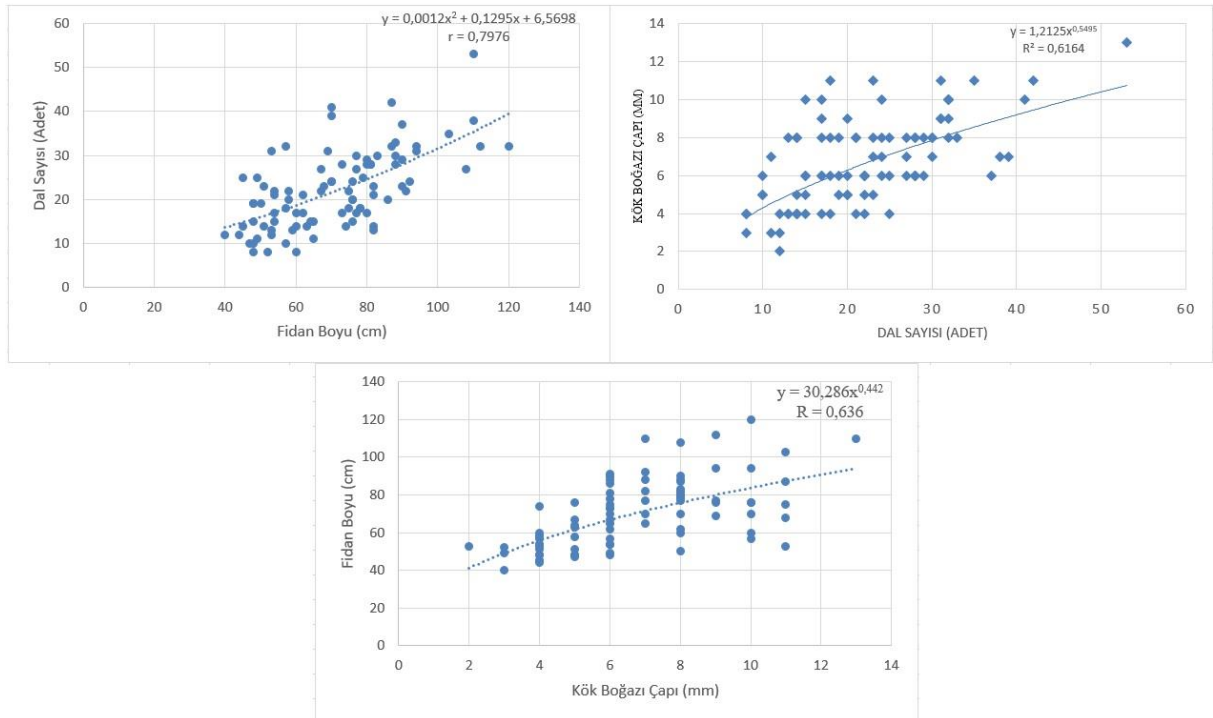 y = 0,0012x² + 0,1295x + 6,5698
r = 0,7976
60
50
40
30
20
10
0
Dal Sayısı (Adet)
0 20 40 60 80 100 120 140
Fidan Boyu (cm)
y = 1,2125x^0,5495
R² = 0,6164
14
12
10
8
6
4
2
0
KÖK BOĞAZI ÇAPI (MM)
0 10 20 30 40 50 60
DAL SAYISI (ADET)
y = 30,286x^0,442
R = 0,636
140
120
100
80
60
40
20
0
Fidan Boyu (cm)
0 2 4 6 8 10 12 14
Kök Boğazı Çapı (mm)